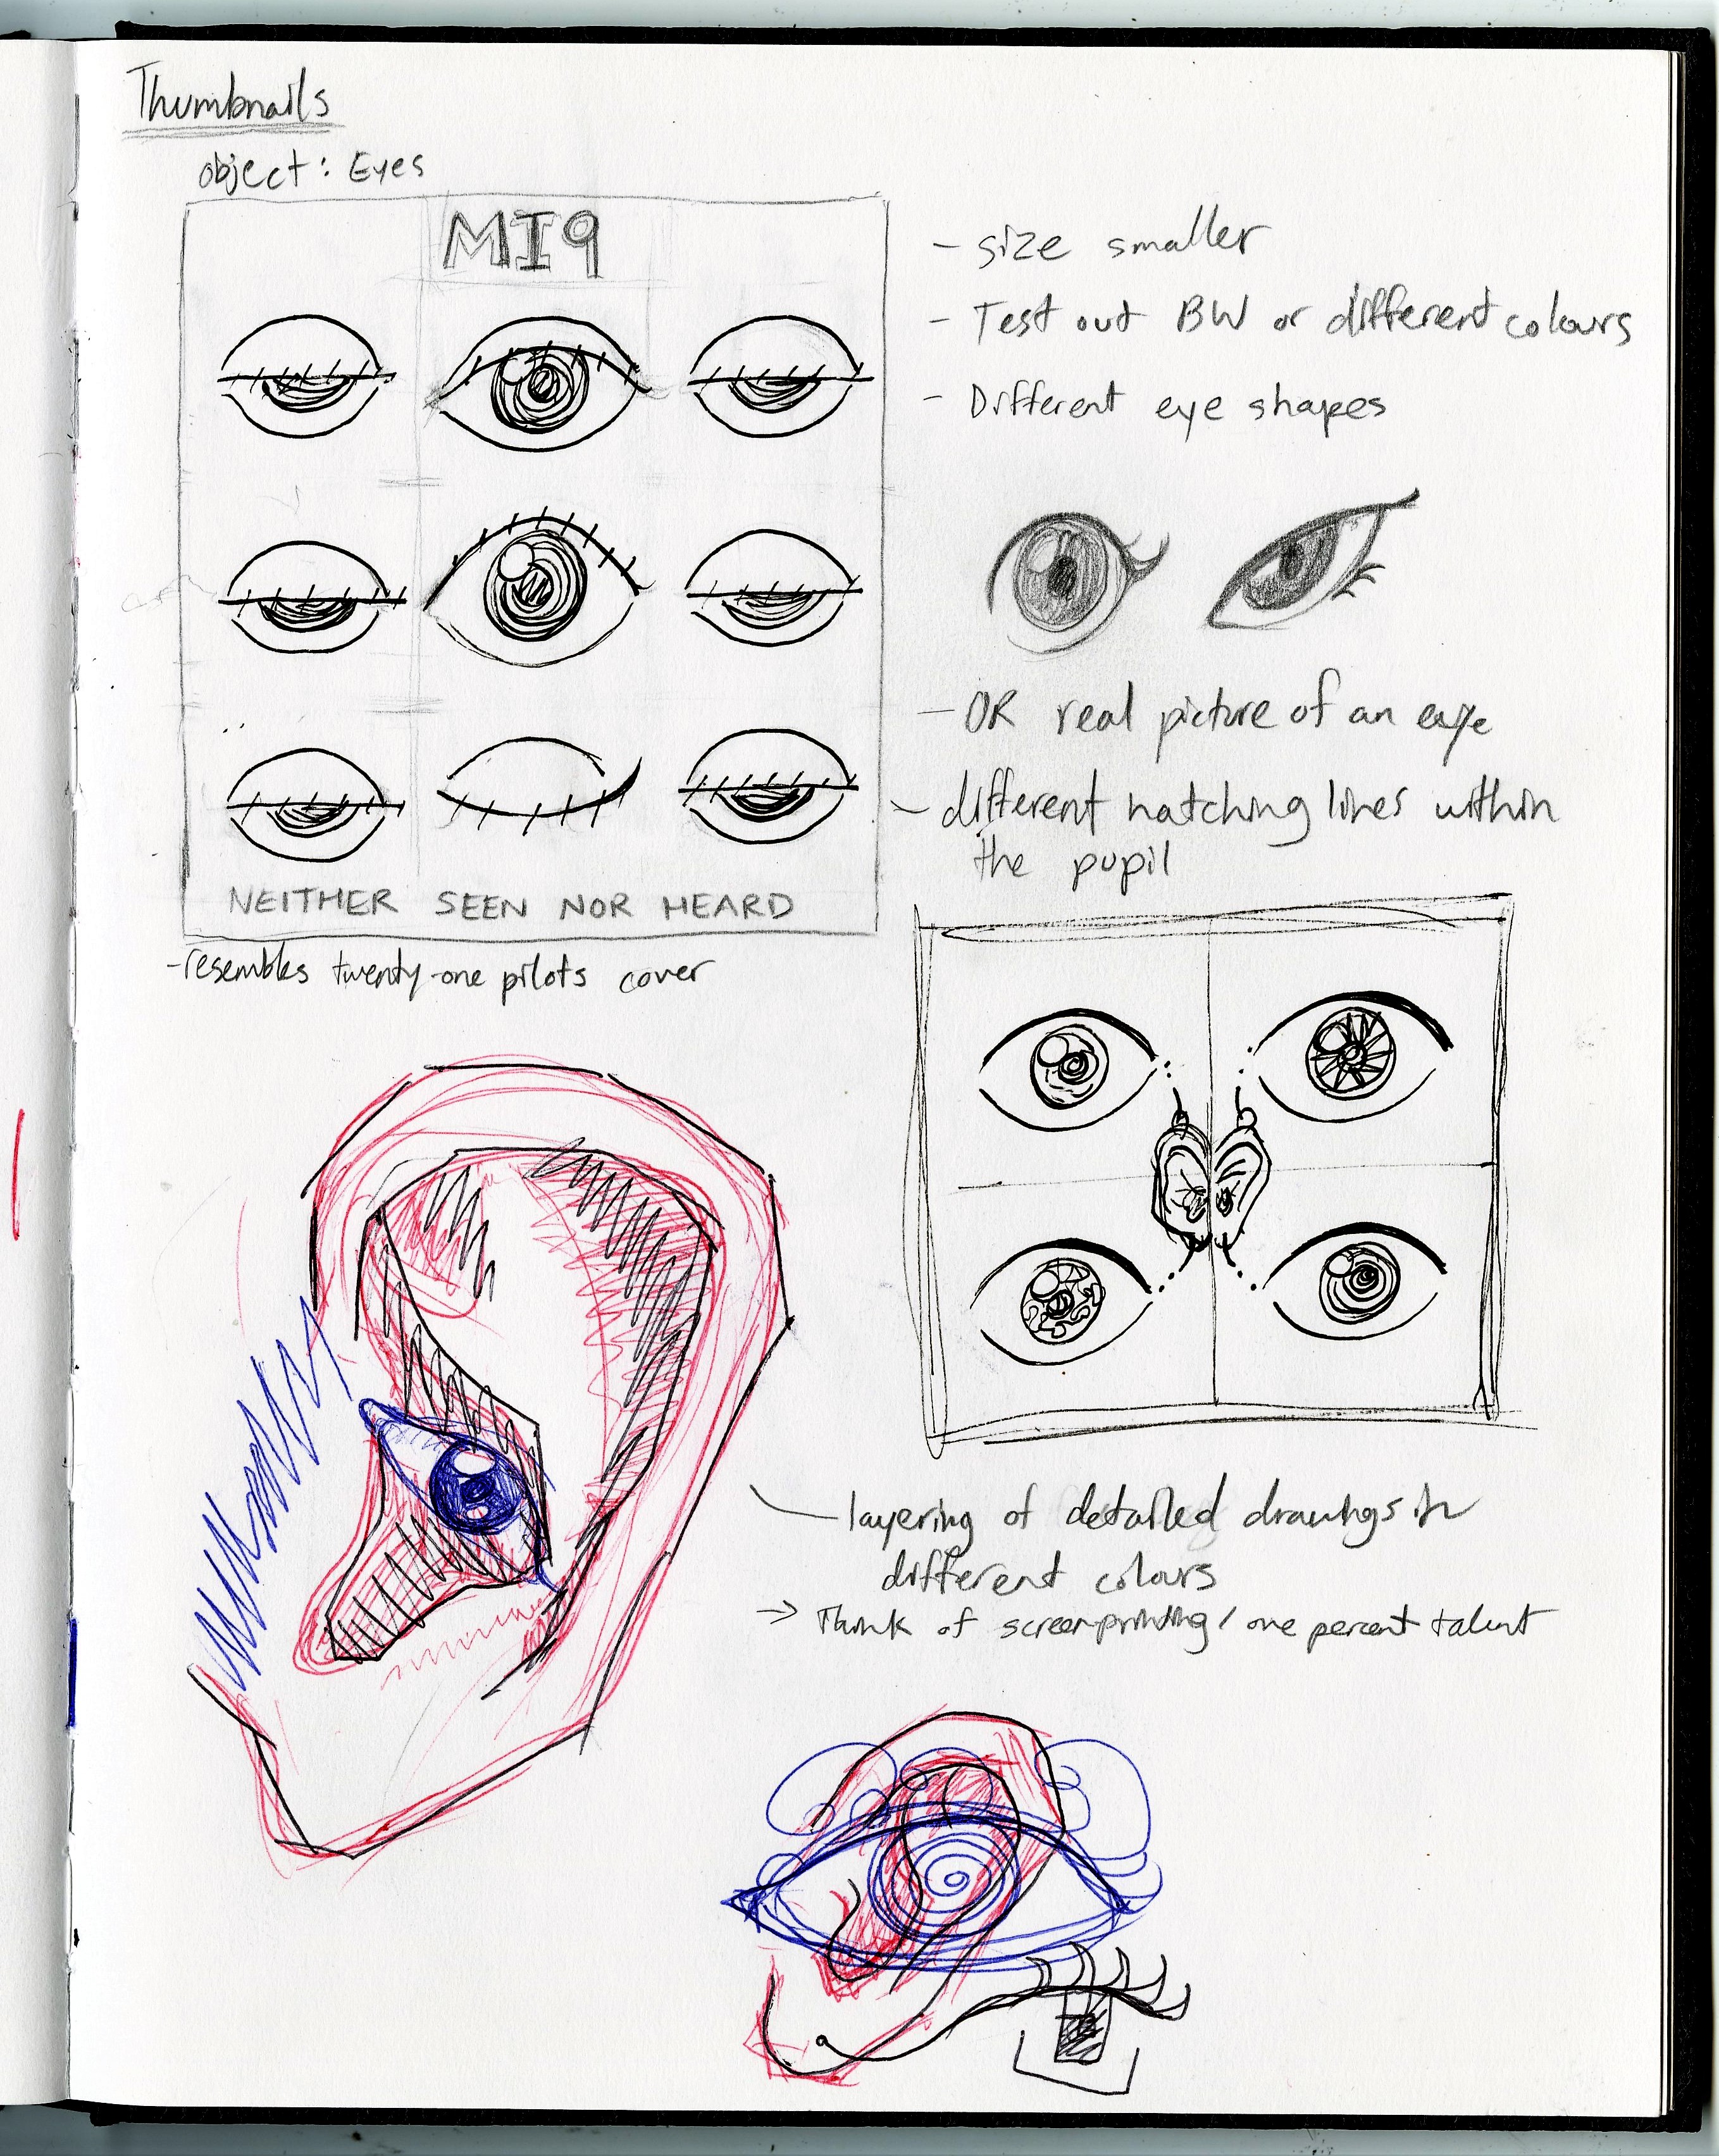 Thumbnails
object: Eyes
MI9
NEITHER SEEN NOR HEARD
-resembles twenty-one pilots cover
- size smaller
- Test out BW or different colours
- Different eye shapes
- OR real picture of an eye
- different hatching lines within
the pupil
- layering of detailed drawings in
different colours
→ Think of screenprinting / one percent talent